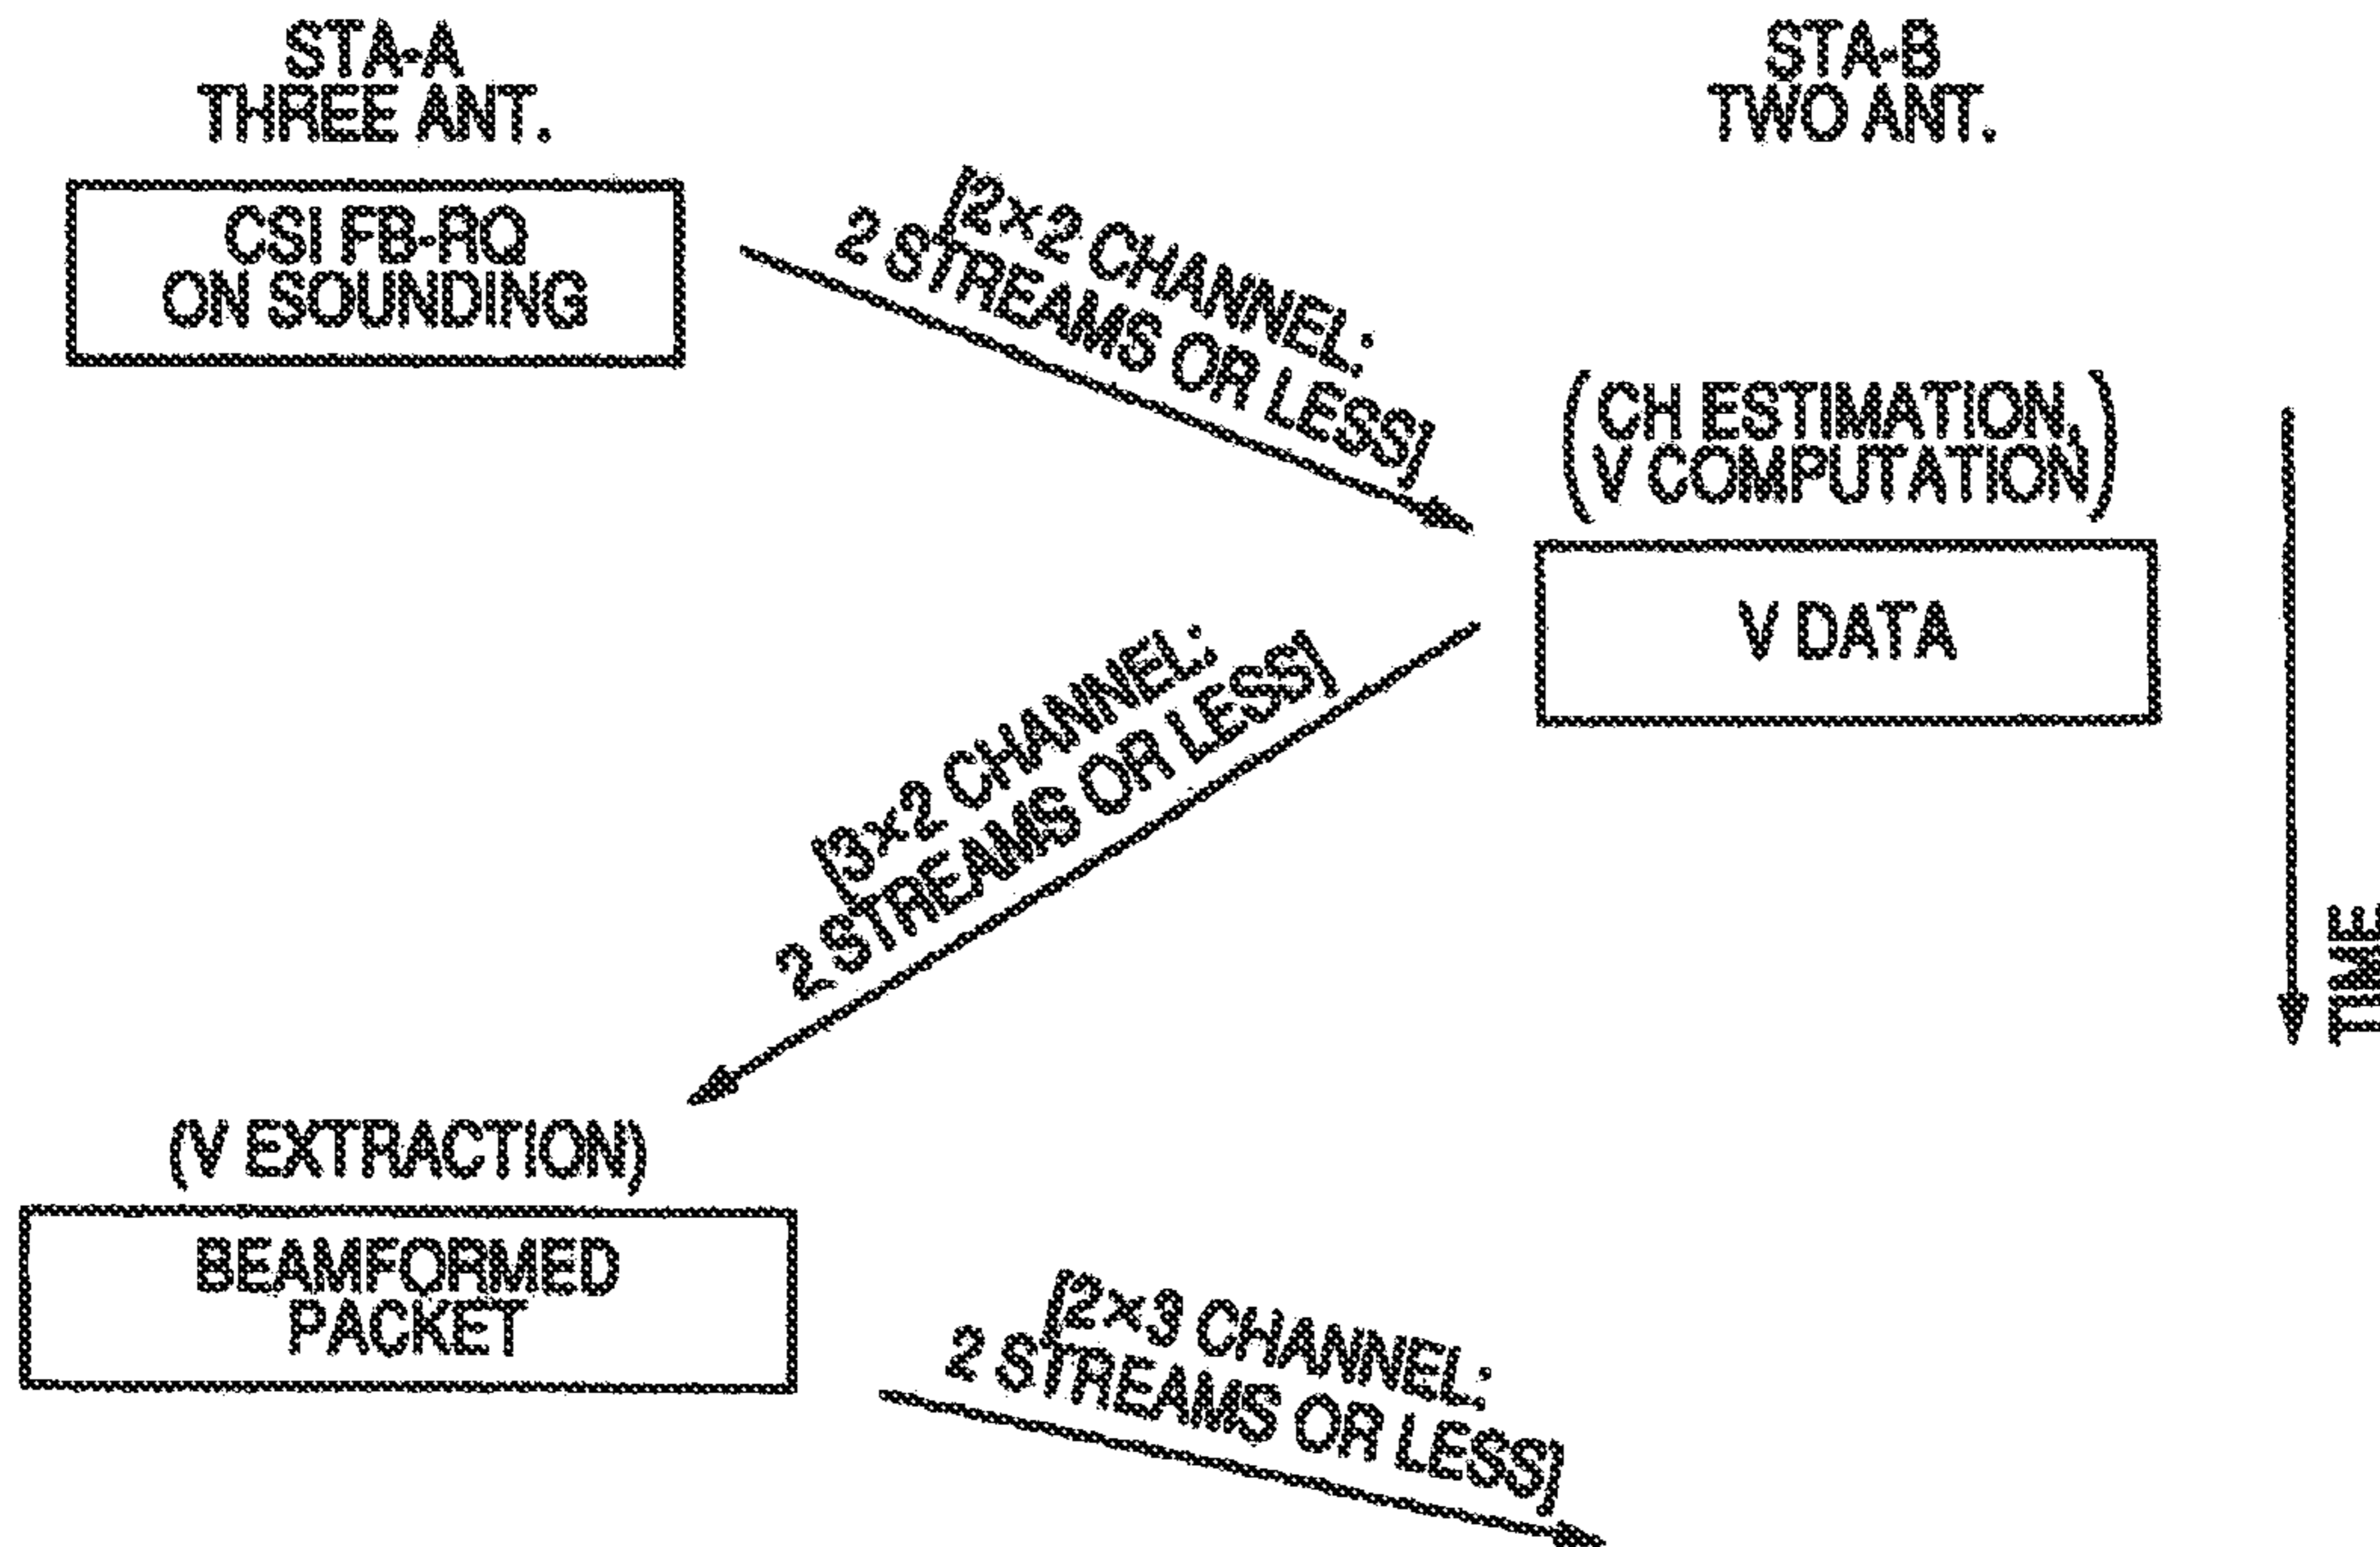 STA-A
THREE ANT.
STA-B
TWO ANT.
CSI FB-RQ
ON SOUNDING
[2×2 CHANNEL:
2 STREAMS OR LESS]
(CH ESTIMATION,
V COMPUTATION)
V DATA
[3×2 CHANNEL:
2 STREAMS OR LESS]
TIME
(V EXTRACTION)
BEAMFORMED
PACKET
[2×3 CHANNEL:
2 STREAMS OR LESS]